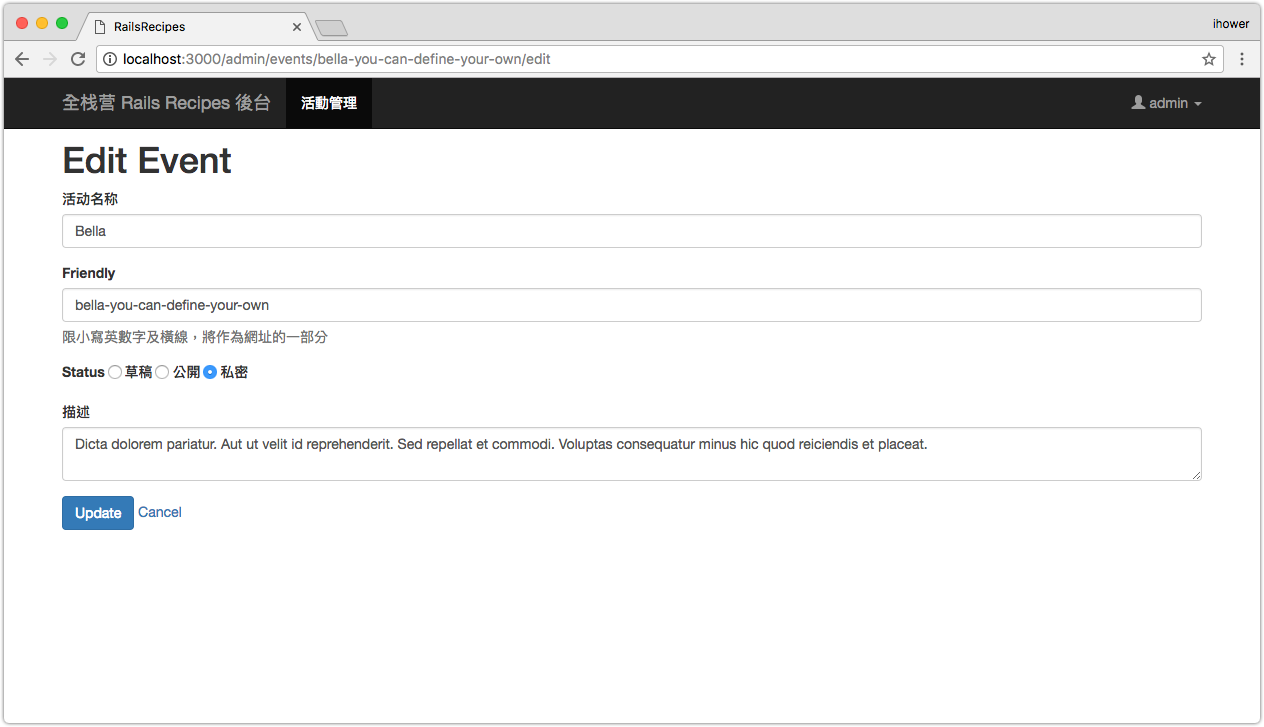 RailsRecipes
ihower
localhost:3000/admin/events/bella-you-can-define-your-own/edit
全栈营 Rails Recipes 後台 活動管理 admin
Edit Event
活动名称
Bella
Friendly
bella-you-can-define-your-own
限小寫英數字及橫線，將作為網址的一部分
Status 草稿 公開 私密
描述
Dicta dolorem pariatur. Aut ut velit id reprehenderit. Sed repellat et commodi. Voluptas consequatur minus hic quod reiciendis et placeat.
Update Cancel